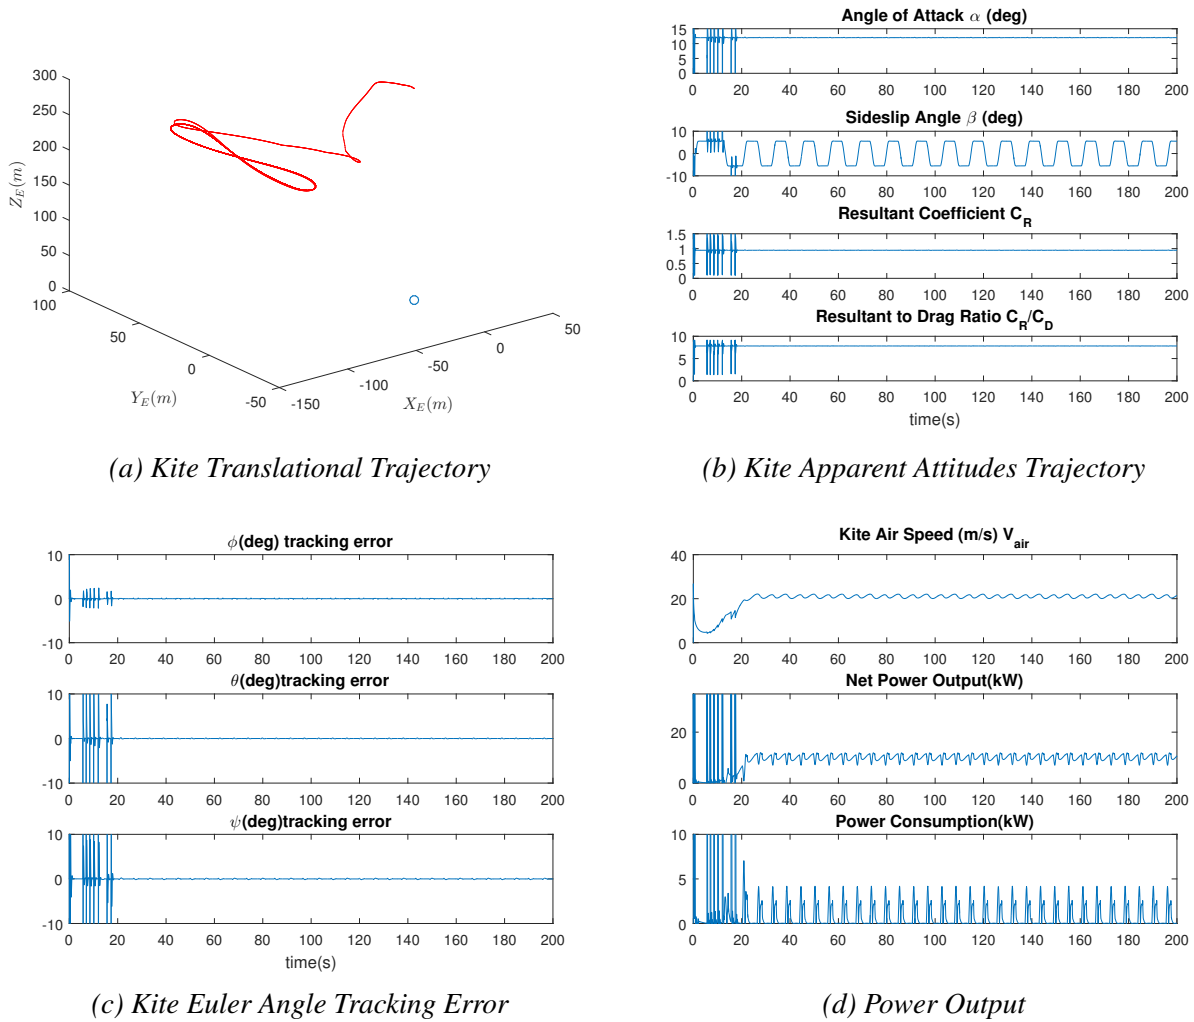 300
250
200
150
100
50
0
Z_E(m)
100
50
0
-50
Y_E(m)
-150
-100
-50
0
50
X_E(m)
(a) Kite Translational Trajectory
Angle of Attack α (deg)
15
10
5
0
0 20 40 60 80 100 120 140 160 180 200
Sideslip Angle β (deg)
10
0
-10
0 20 40 60 80 100 120 140 160 180 200
Resultant Coefficient C_R
1.5
1
0.5
0 20 40 60 80 100 120 140 160 180 200
Resultant to Drag Ratio C_R/C_D
10
5
0
0 20 40 60 80 100 120 140 160 180 200
time(s)
(b) Kite Apparent Attitudes Trajectory
ϕ(deg) tracking error
10
0
-10
0 20 40 60 80 100 120 140 160 180 200
θ(deg)tracking error
10
0
-10
0 20 40 60 80 100 120 140 160 180 200
ψ(deg)tracking error
10
0
-10
0 20 40 60 80 100 120 140 160 180 200
time(s)
(c) Kite Euler Angle Tracking Error
Kite Air Speed (m/s) V_air
40
20
0
0 20 40 60 80 100 120 140 160 180 200
Net Power Output(kW)
20
0
0 20 40 60 80 100 120 140 160 180 200
Power Consumption(kW)
10
5
0
0 20 40 60 80 100 120 140 160 180 200
(d) Power Output